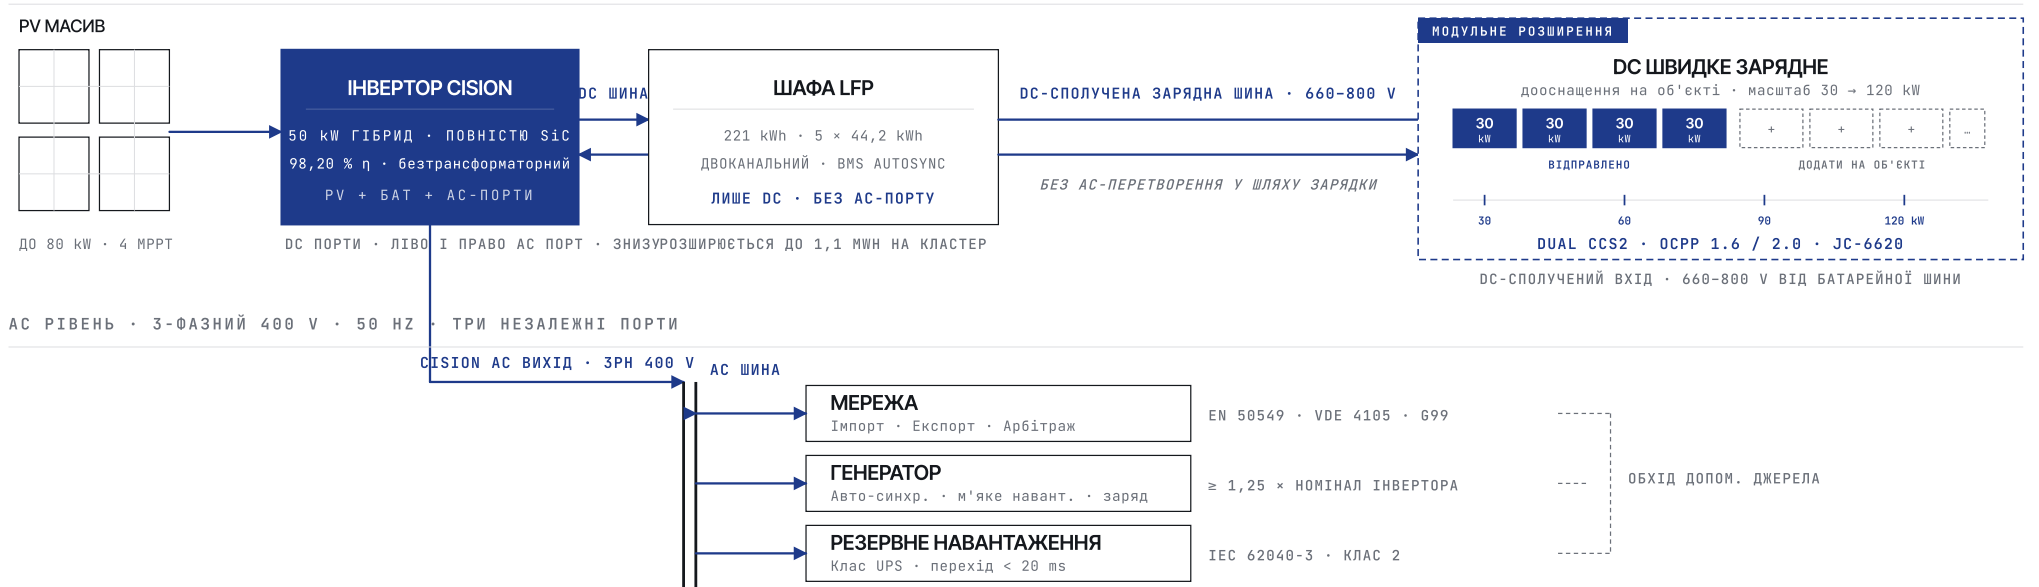 PV МАСИВ
ДО 80 kW · 4 MPPT
ІНВЕРТОР CISION
50 kW ГІБРИД · ПОВНІСТЮ SiC
98,20 % η · безтрансформаторний
PV + БАТ + АС-ПОРТИ
DC ПОРТИ · ЛІВО І ПРАВО АС ПОРТ · ЗНИЗУ
DC ШИНА
ШАФА LFP
221 kWh · 5 × 44,2 kWh
ДВОКАНАЛЬНИЙ · BMS AUTOSYNC
ЛИШЕ DC · БЕЗ АС-ПОРТУ
РОЗШИРЮЄТЬСЯ ДО 1,1 MWH НА КЛАСТЕР
DC-СПОЛУЧЕНА ЗАРЯДНА ШИНА · 660–800 V
БЕЗ АС-ПЕРЕТВОРЕННЯ У ШЛЯХУ ЗАРЯДКИ
МОДУЛЬНЕ РОЗШИРЕННЯ
DC ШВИДКЕ ЗАРЯДНЕ
дооснащення на об'єкті · масштаб 30 → 120 kW
30 kW
30 kW
30 kW
30 kW
+ + + …
ВІДПРАВЛЕНО
ДОДАТИ НА ОБ'ЄКТІ
30 60 90 120 kW
DUAL CCS2 · OCPP 1.6 / 2.0 · JC-6620
DC-СПОЛУЧЕНИЙ ВХІД · 660–800 V ВІД БАТАРЕЙНОЇ ШИНИ
АС РІВЕНЬ · 3-ФАЗНИЙ 400 V · 50 HZ · ТРИ НЕЗАЛЕЖНІ ПОРТИ
CISION АС ВИХІД · 3PH 400 V
АС ШИНА
МЕРЕЖА
Імпорт · Експорт · Арбітраж
EN 50549 · VDE 4105 · G99
ГЕНЕРАТОР
Авто-синхр. · м'яке навант. · заряд
≥ 1,25 × НОМІНАЛ ІНВЕРТОРА
ОБХІД ДОПОМ. ДЖЕРЕЛА
РЕЗЕРВНЕ НАВАНТАЖЕННЯ
Клас UPS · перехід < 20 ms
IEC 62040-3 · КЛАС 2